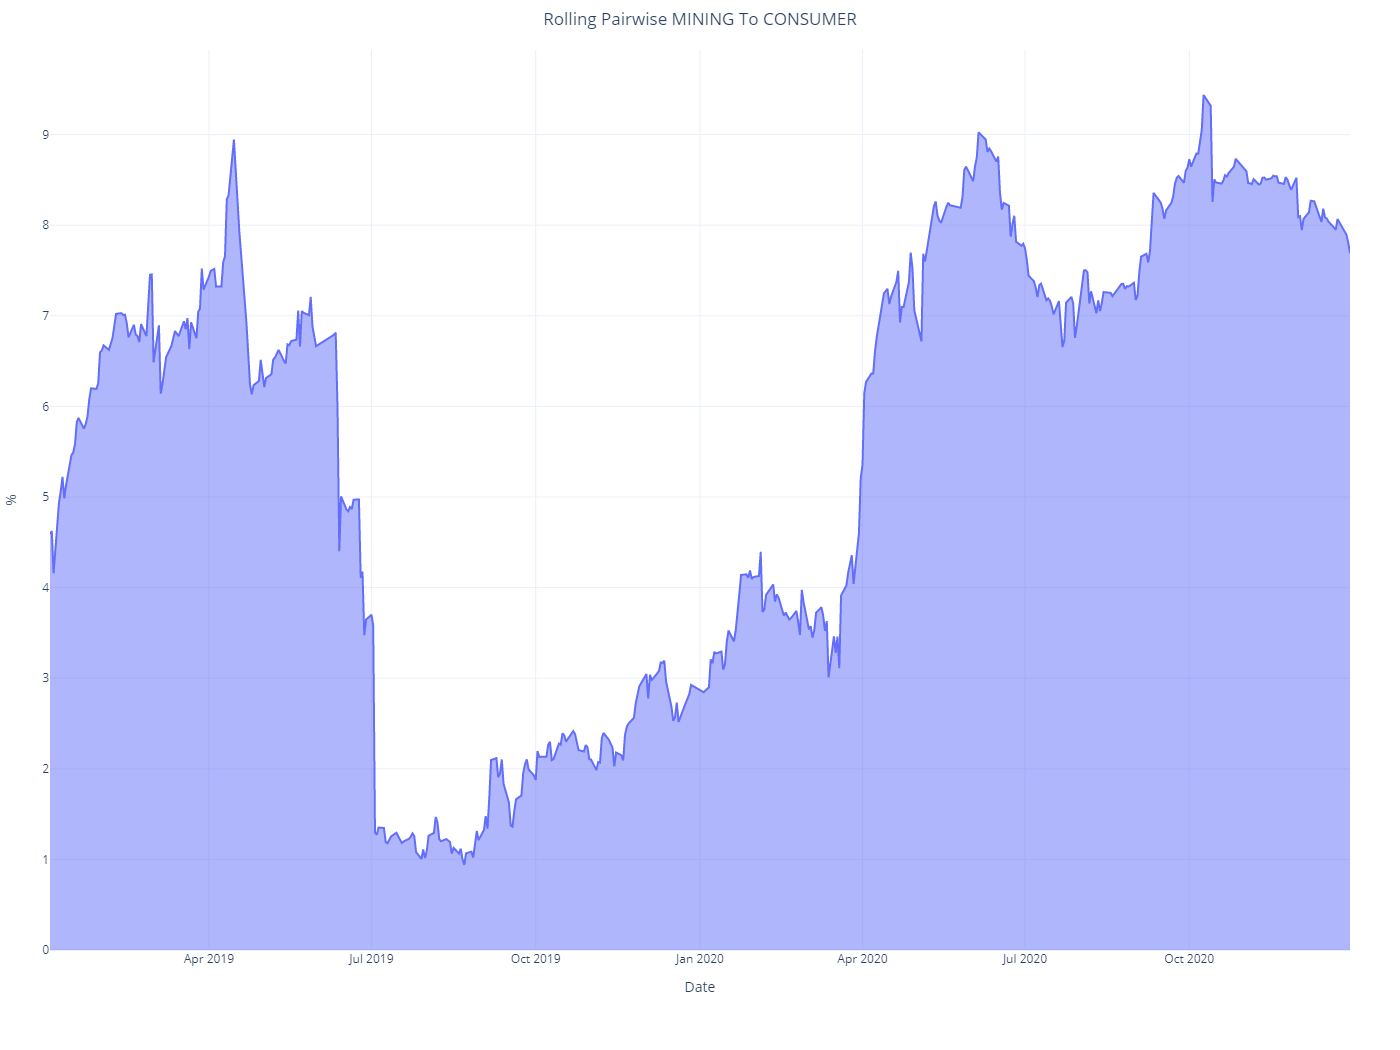 Rolling Pairwise MINING To CONSUMER
9
8
7
6
5
4
3
2
1
0
%
Apr 2019
Jul 2019
Oct 2019
Jan 2020
Apr 2020
Jul 2020
Oct 2020
Date